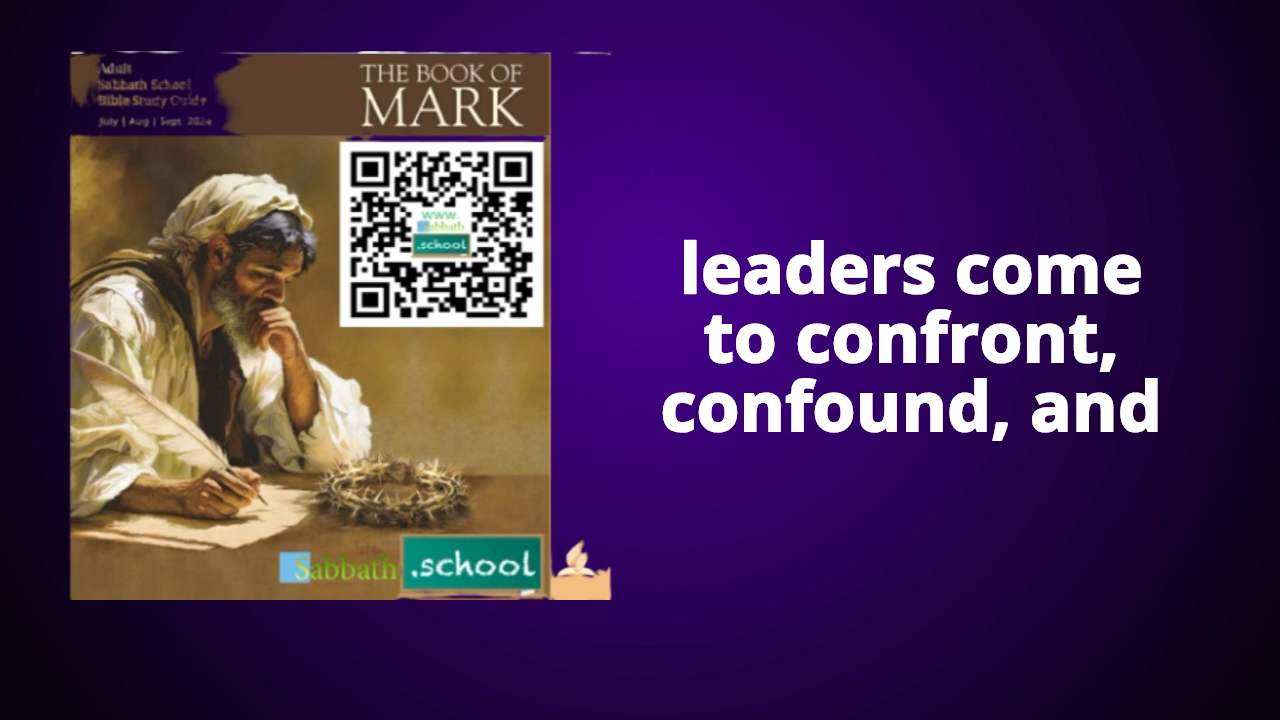 Adult
Sabbath School
Bible Study Guide
July | Aug | Sept 2024
THE BOOK OF
MARK
www.
Sabbath
.school
Sabbath .school
leaders come
to confront,
confound, and